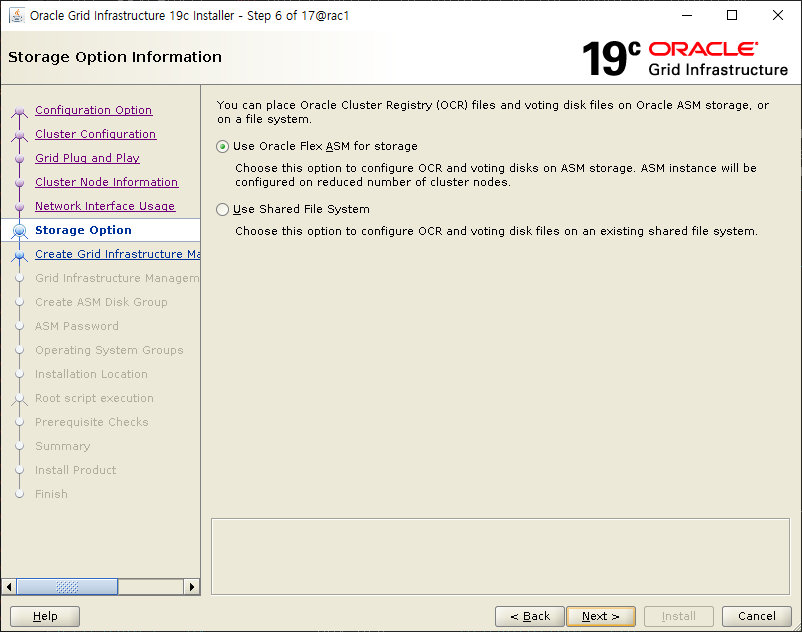 Oracle Grid Infrastructure 19c Installer - Step 6 of 17@rac1
Storage Option Information
19c ORACLE
Grid Infrastructure
Configuration Option
Cluster Configuration
Grid Plug and Play
Cluster Node Information
Network Interface Usage
Storage Option
Create Grid Infrastructure Ma
Grid Infrastructure Managem
Create ASM Disk Group
ASM Password
Operating System Groups
Installation Location
Root script execution
Prerequisite Checks
Summary
Install Product
Finish
You can place Oracle Cluster Registry (OCR) files and voting disk files on Oracle ASM storage, or
on a file system.
Use Oracle Flex ASM for storage
Choose this option to configure OCR and voting disks on ASM storage. ASM instance will be
configured on reduced number of cluster nodes.
Use Shared File System
Choose this option to configure OCR and voting disk files on an existing shared file system.
Help
< Back
Next >
Install
Cancel